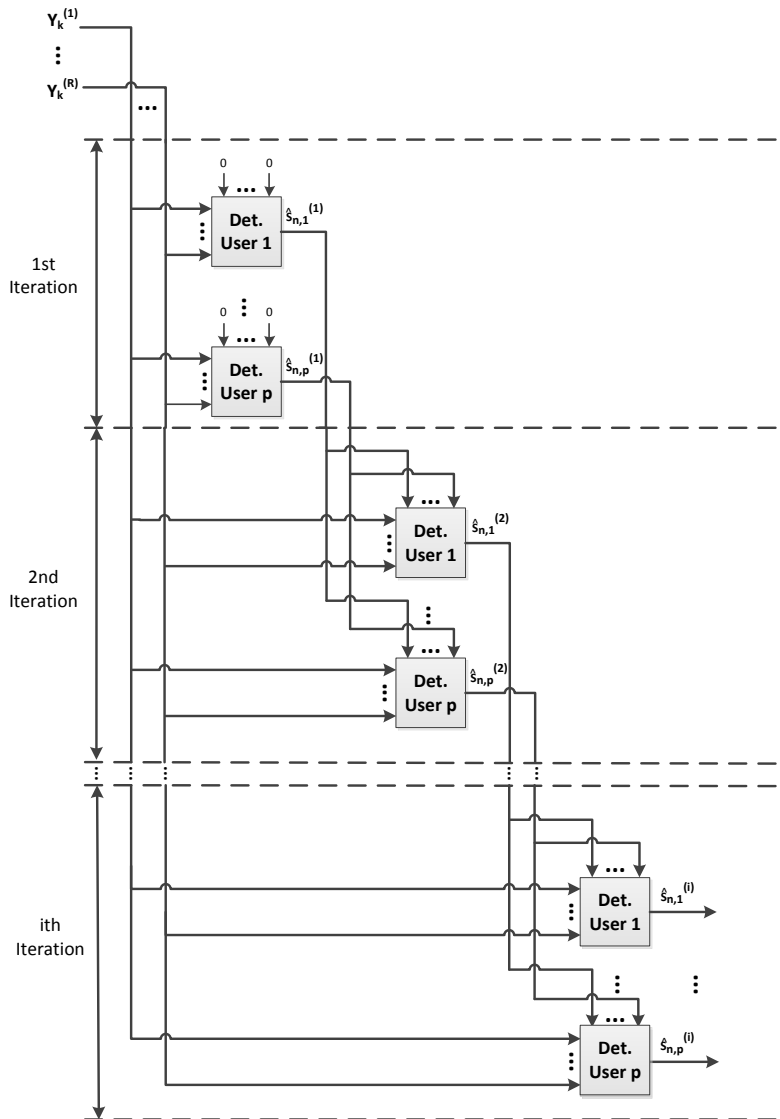 Y_k^(1)
⋮
Y_k^(R)
...
0 ... 0
Det.
User 1
ŝ_n,1^(1)
1st
Iteration
0 ... 0
Det.
User p
ŝ_n,p^(1)
...
Det.
User 1
ŝ_n,1^(2)
2nd
Iteration
...
Det.
User p
ŝ_n,p^(2)
...
Det.
User 1
ŝ_n,1^(i)
ith
Iteration
...
Det.
User p
ŝ_n,p^(i)